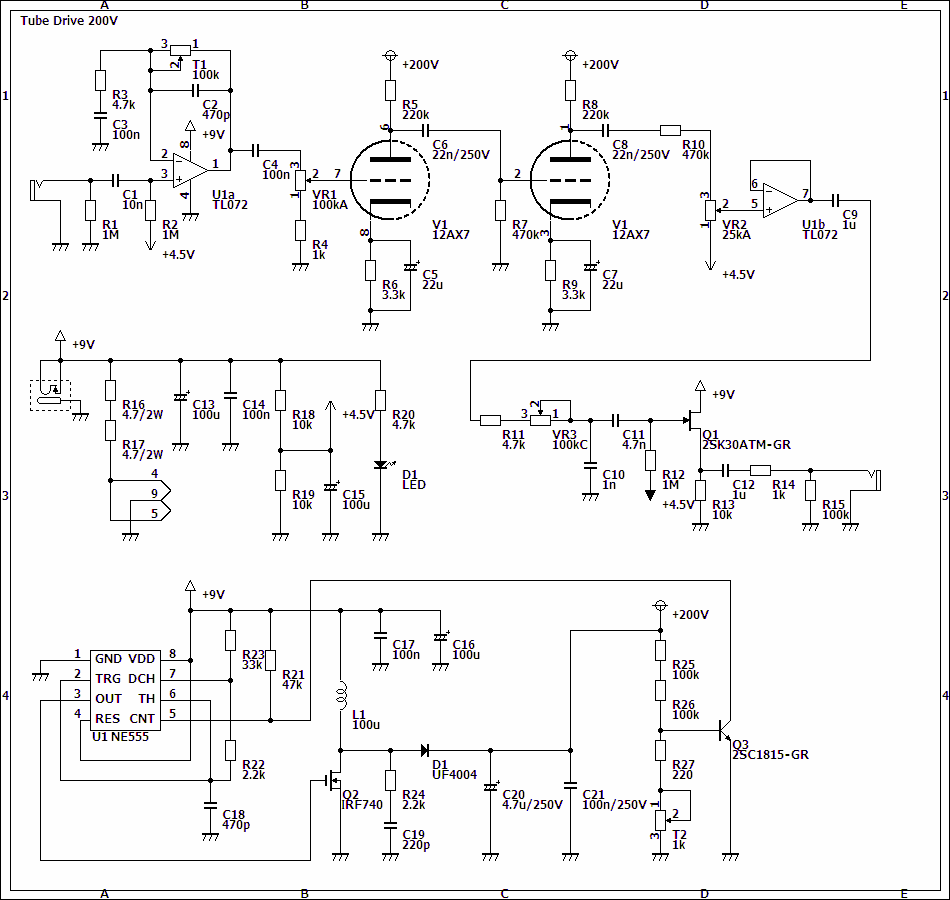 A B C D E
Tube Drive 200V
1
1
3 1
2
T1
100k
R3
4.7k
C3
100n
C2
470p
8
+9V
2
3
1
4
U1a
TL072
C1
10n
R1
1M
R2
1M
+4.5V
C4
100n
3
2
1
VR1
100kA
R4
1k
+200V
R5
220k
6
7
8
C6
22n/250V
V1
12AX7
R6
3.3k
C5
22u
+200V
R8
220k
1
2
3
R7
470k
C8
22n/250V
V1
12AX7
R9
3.3k
C7
22u
R10
470k
3
2
1
VR2
25kA
+4.5V
6
5
7
U1b
TL072
C9
1u
2
2
+9V
R16
4.7/2W
R17
4.7/2W
4
9
5
C13
100u
C14
100n
R18
10k
+4.5V
R19
10k
C15
100u
R20
4.7k
D1
LED
3
3
R11
4.7k
3
2
1
VR3
100kC
C10
1n
C11
4.7n
R12
1M
+4.5V
+9V
Q1
2SK30ATM-GR
R13
10k
C12
1u
R14
1k
R15
100k
4
4
+9V
1 GND VDD 8
2 TRG DCH 7
3 OUT TH 6
4 RES CNT 5
U1 NE555
R23
33k
R21
47k
R22
2.2k
C18
470p
L1
100u
C17
100n
C16
100u
Q2
IRF740
D1
UF4004
R24
2.2k
C19
220p
C20
4.7u/250V
C21
100n/250V
+200V
R25
100k
R26
100k
R27
220
1
2
3
T2
1k
Q3
2SC1815-GR
A B C D E